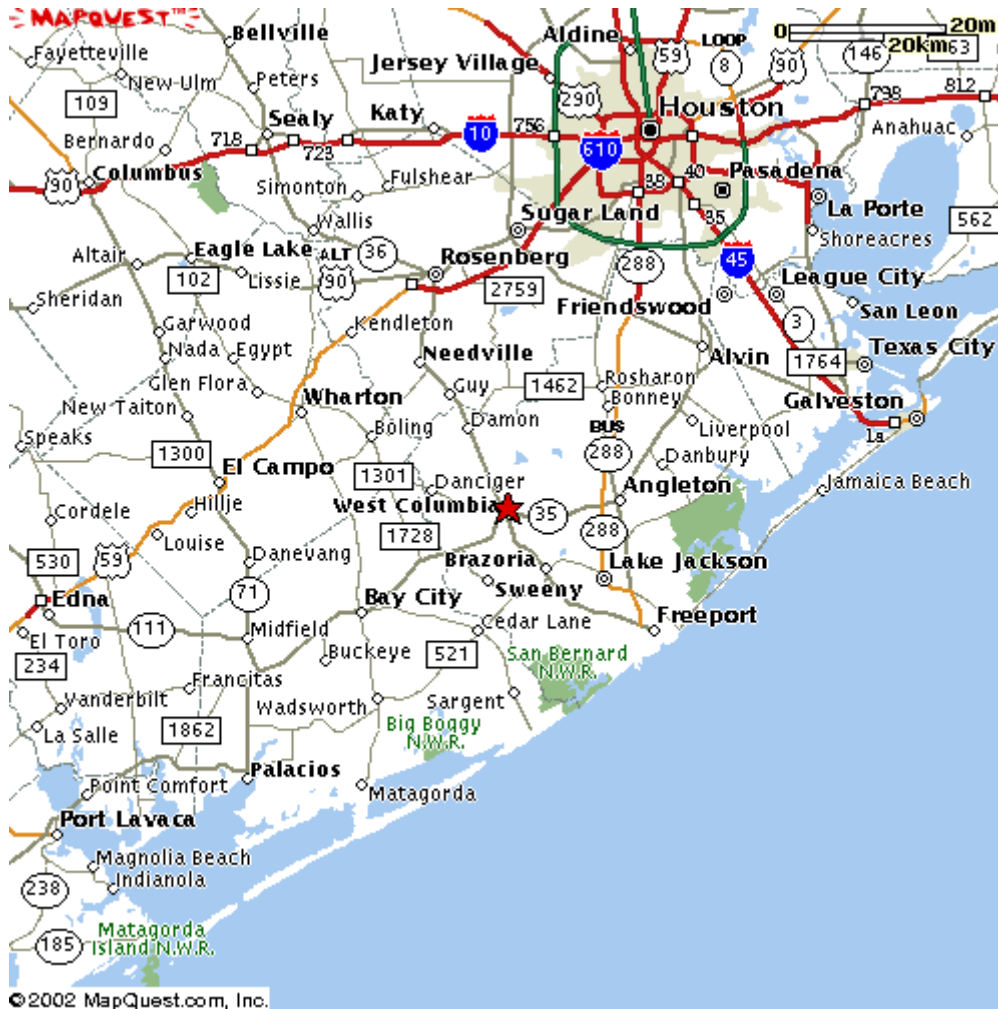 MAPQUEST™
0 20m
20km
Fayetteville
Bellville
Aldine
59
LOOP
8
90
146
63
New Ulm
Peters
Jersey Village
290
109
Houston
798
812
Bernardo
Sealy
718
723
Katy
10
756
610
Anahuac
90
Columbus
Simonton
Fulshear
38
40
Pasadena
35
La Porte
Wallis
Sugar Land
Shoreacres
562
Altair
Eagle Lake
ALT
90
36
Rosenberg
288
45
102
Lissie
2759
League City
Sheridan
Friendswood
San Leon
Garwood
Kendleton
3
Nada
Egypt
Needville
Alvin
1764
Texas City
Glen Flora
Guy
1462
Rosharon
Bonney
New Taiton
Wharton
Damon
Galveston
1a
Speaks
Boling
BUS
288
Liverpool
1300
El Campo
1301
Danbury
Danciger
Angleton
Jamaica Beach
Cordele
Hillje
West Columbia
35
Louise
1728
288
530
59
Danevang
Brazoria
Lake Jackson
Edna
71
Bay City
Sweeny
Freeport
El Toro
111
Midfield
Cedar Lane
234
Buckeye
521
San Bernard
N.W.R.
Vanderbilt
Francitas
Wadsworth
Sargent
La Salle
1862
Big Boggy
N.W.R.
Palacios
Point Comfort
Matagorda
Port Lavaca
Magnolia Beach
Indianola
238
Matagorda
Island N.W.R.
185
©2002 MapQuest.com, Inc.